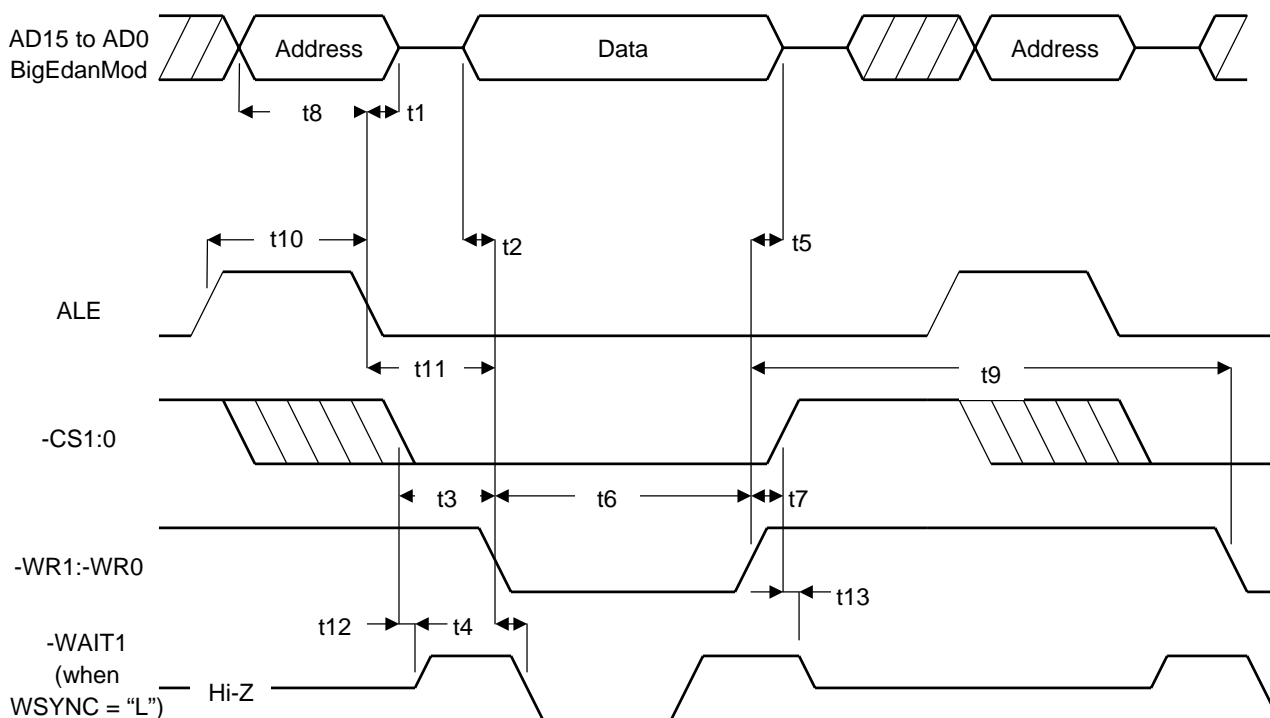 AD15 to AD0
BigEdanMod
Address
Data
Address
t8
t1
t10
t2
t5
ALE
t11
t9
-CS1:0
t3
t6
t7
-WR1:-WR0
t13
t12
t4
-WAIT1
(when
WSYNC = “L”)
Hi-Z